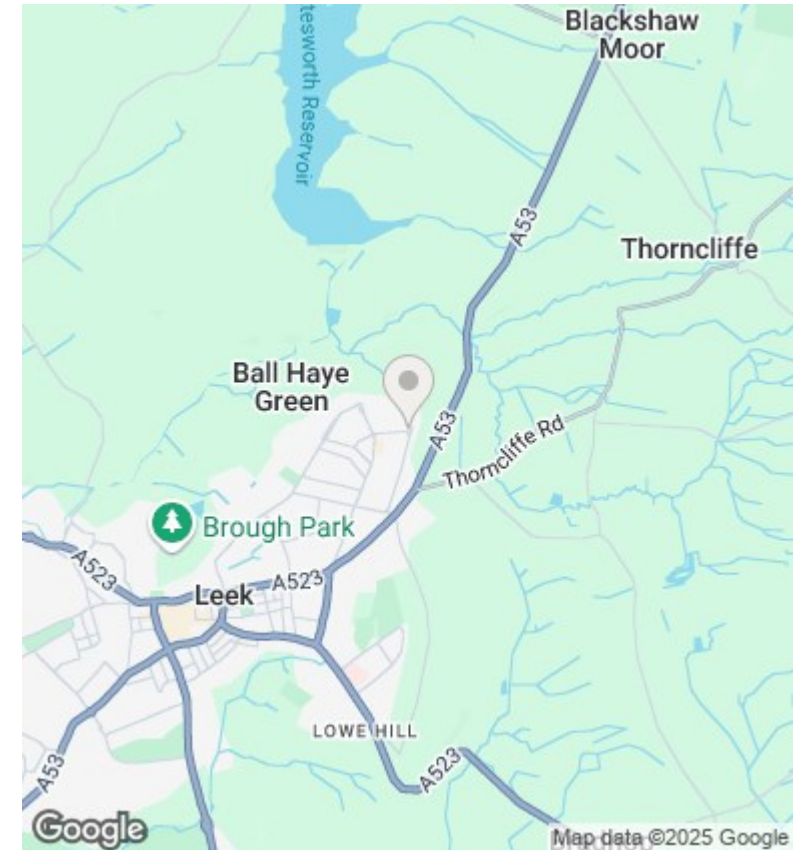 Blackshaw
Moor
tesworth Reservoir
A53
Thorncliffe
Ball Haye
Green
A53
Thorncliffe Rd
Brough Park
A523
A523
Leek
LOWE HILL
A53
A523
Google
Map data ©2025 Google